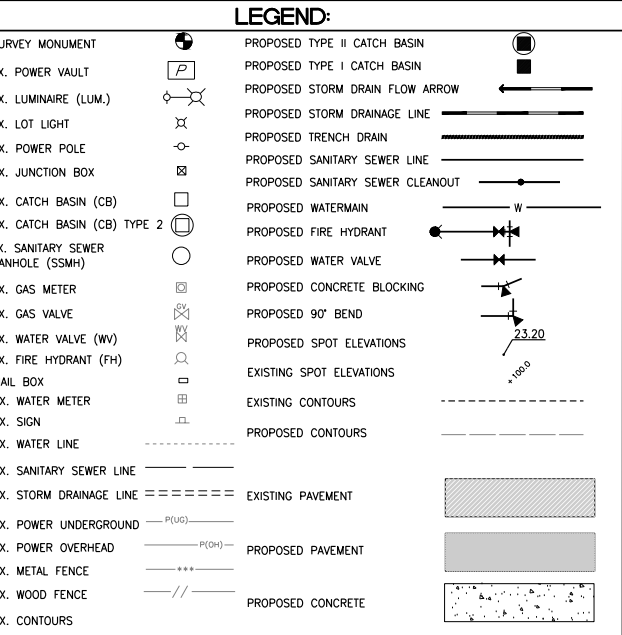 LEGEND:
URVEY MONUMENT
X. POWER VAULT
P
X. LUMINAIRE (LUM.)
X. LOT LIGHT
X. POWER POLE
X. JUNCTION BOX
X. CATCH BASIN (CB)
X. CATCH BASIN (CB) TYPE 2
X. SANITARY SEWER
ANHOLE (SSMH)
X. GAS METER
X. GAS VALVE
GV
X. WATER VALVE (WV)
WV
X. FIRE HYDRANT (FH)
AIL BOX
X. WATER METER
X. SIGN
X. WATER LINE
X. SANITARY SEWER LINE
X. STORM DRAINAGE LINE
X. POWER UNDERGROUND
P(UG)
X. POWER OVERHEAD
P(OH)
X. METAL FENCE
***
X. WOOD FENCE
//
X. CONTOURS
PROPOSED TYPE II CATCH BASIN
PROPOSED TYPE I CATCH BASIN
PROPOSED STORM DRAIN FLOW ARROW
PROPOSED STORM DRAINAGE LINE
PROPOSED TRENCH DRAIN
PROPOSED SANITARY SEWER LINE
PROPOSED SANITARY SEWER CLEANOUT
PROPOSED WATERMAIN
W
PROPOSED FIRE HYDRANT
PROPOSED WATER VALVE
PROPOSED CONCRETE BLOCKING
PROPOSED 90° BEND
PROPOSED SPOT ELEVATIONS
23.20
EXISTING SPOT ELEVATIONS
+100.0
EXISTING CONTOURS
PROPOSED CONTOURS
EXISTING PAVEMENT
PROPOSED PAVEMENT
PROPOSED CONCRETE